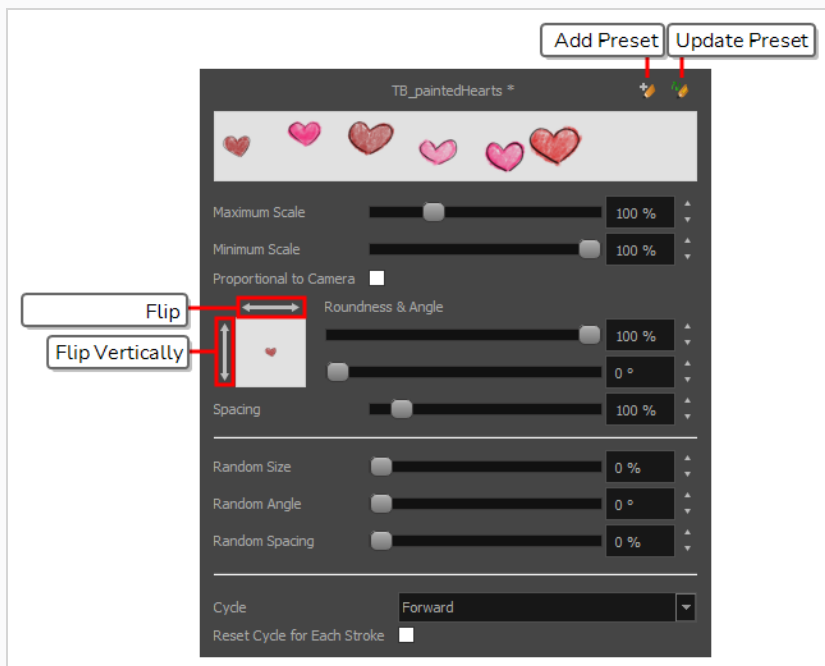 Add Preset
Update Preset
TB_paintedHearts *
Maximum Scale
100 %
Minimum Scale
100 %
Proportional to Camera
Flip
Roundness & Angle
Flip Vertically
100 %
0 °
Spacing
100 %
Random Size
0 %
Random Angle
0 °
Random Spacing
0 %
Cycle
Forward
Reset Cycle for Each Stroke